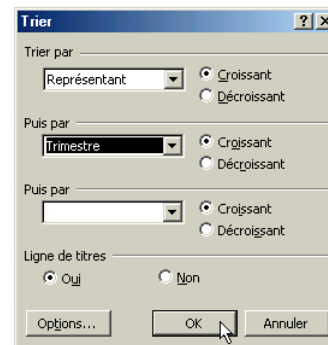 Trier
Trier par
Représentant
Croissant
Décroissant
Puis par
Trimestre
Croissant
Décroissant
Puis par
Croissant
Décroissant
Ligne de titres
Oui
Non
Options...
OK
Annuler